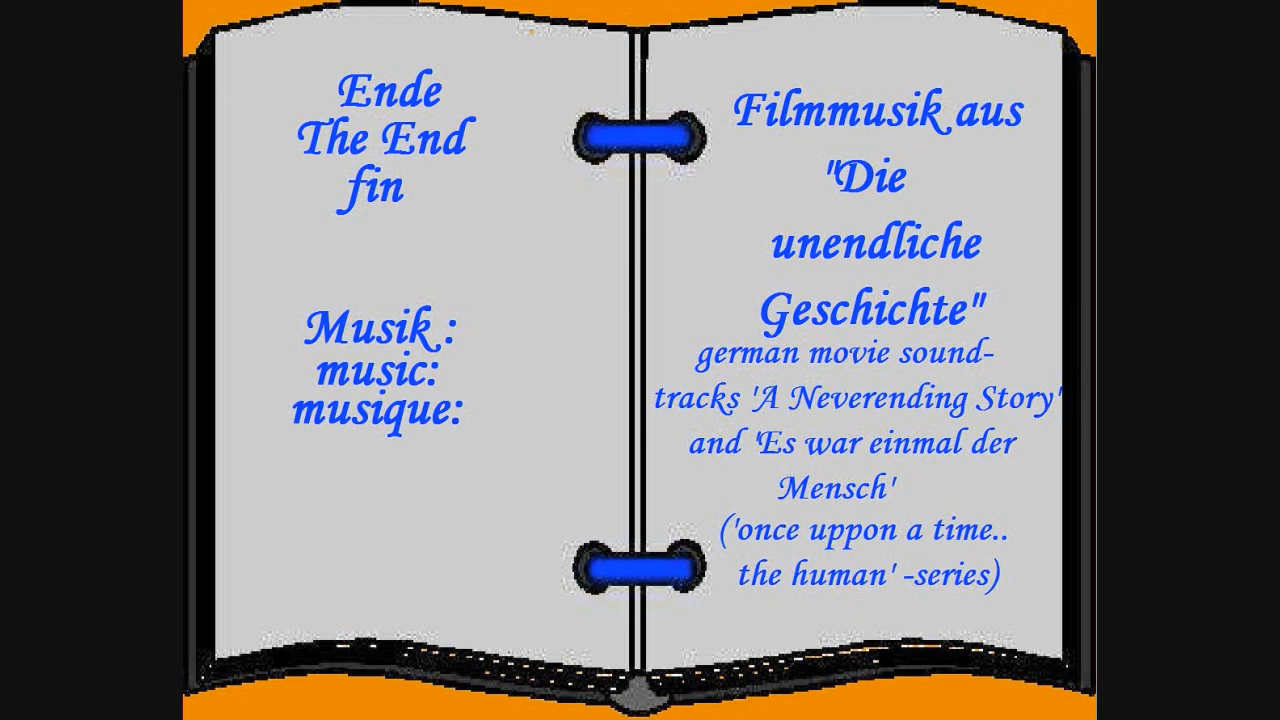 Ende
The End
fin
Musik :
music:
musique:
Filmmusik aus
"Die
unendliche
Geschichte"
german movie sound-
tracks 'A Neverending Story'
and 'Es war einmal der
Mensch'
('once uppon a time..
the human' -series)